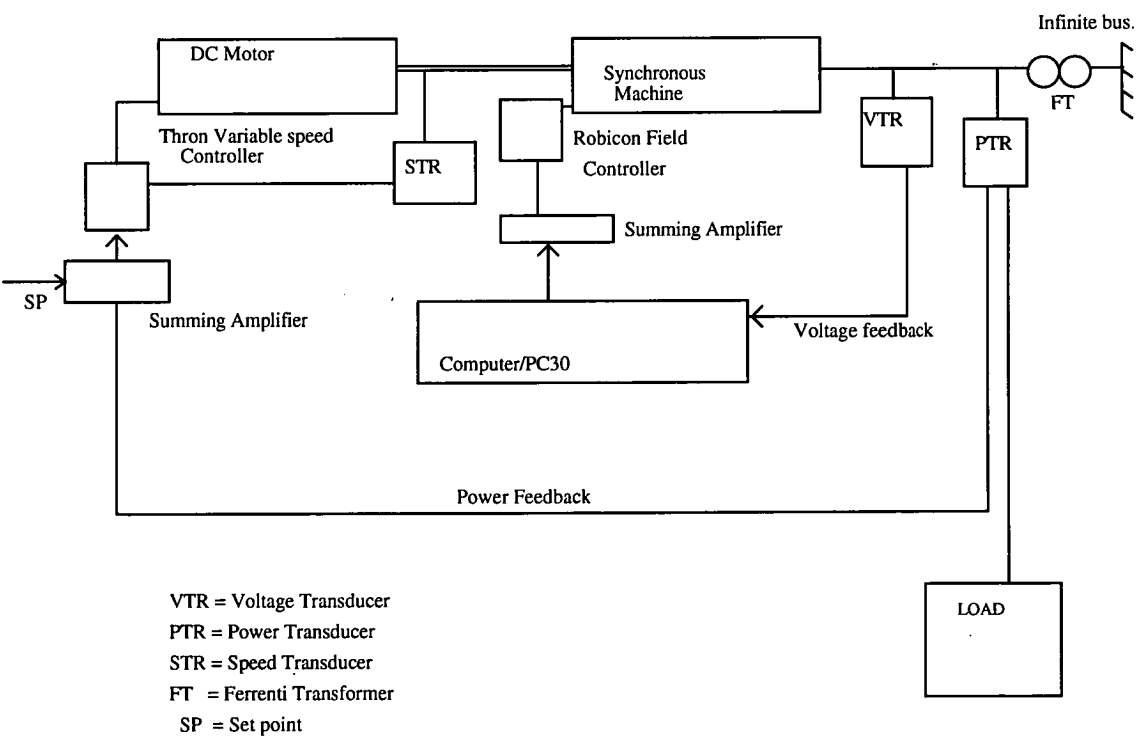 Infinite bus.
DC Motor
Synchronous
Machine
FT
VTR
PTR
Thron Variable speed
Controller
STR
Robicon Field
Controller
Summing Amplifier
SP
Summing Amplifier
Voltage feedback
Computer/PC30
Power Feedback
LOAD
VTR = Voltage Transducer
PTR = Power Transducer
STR = Speed Transducer
FT = Ferrenti Transformer
SP = Set point